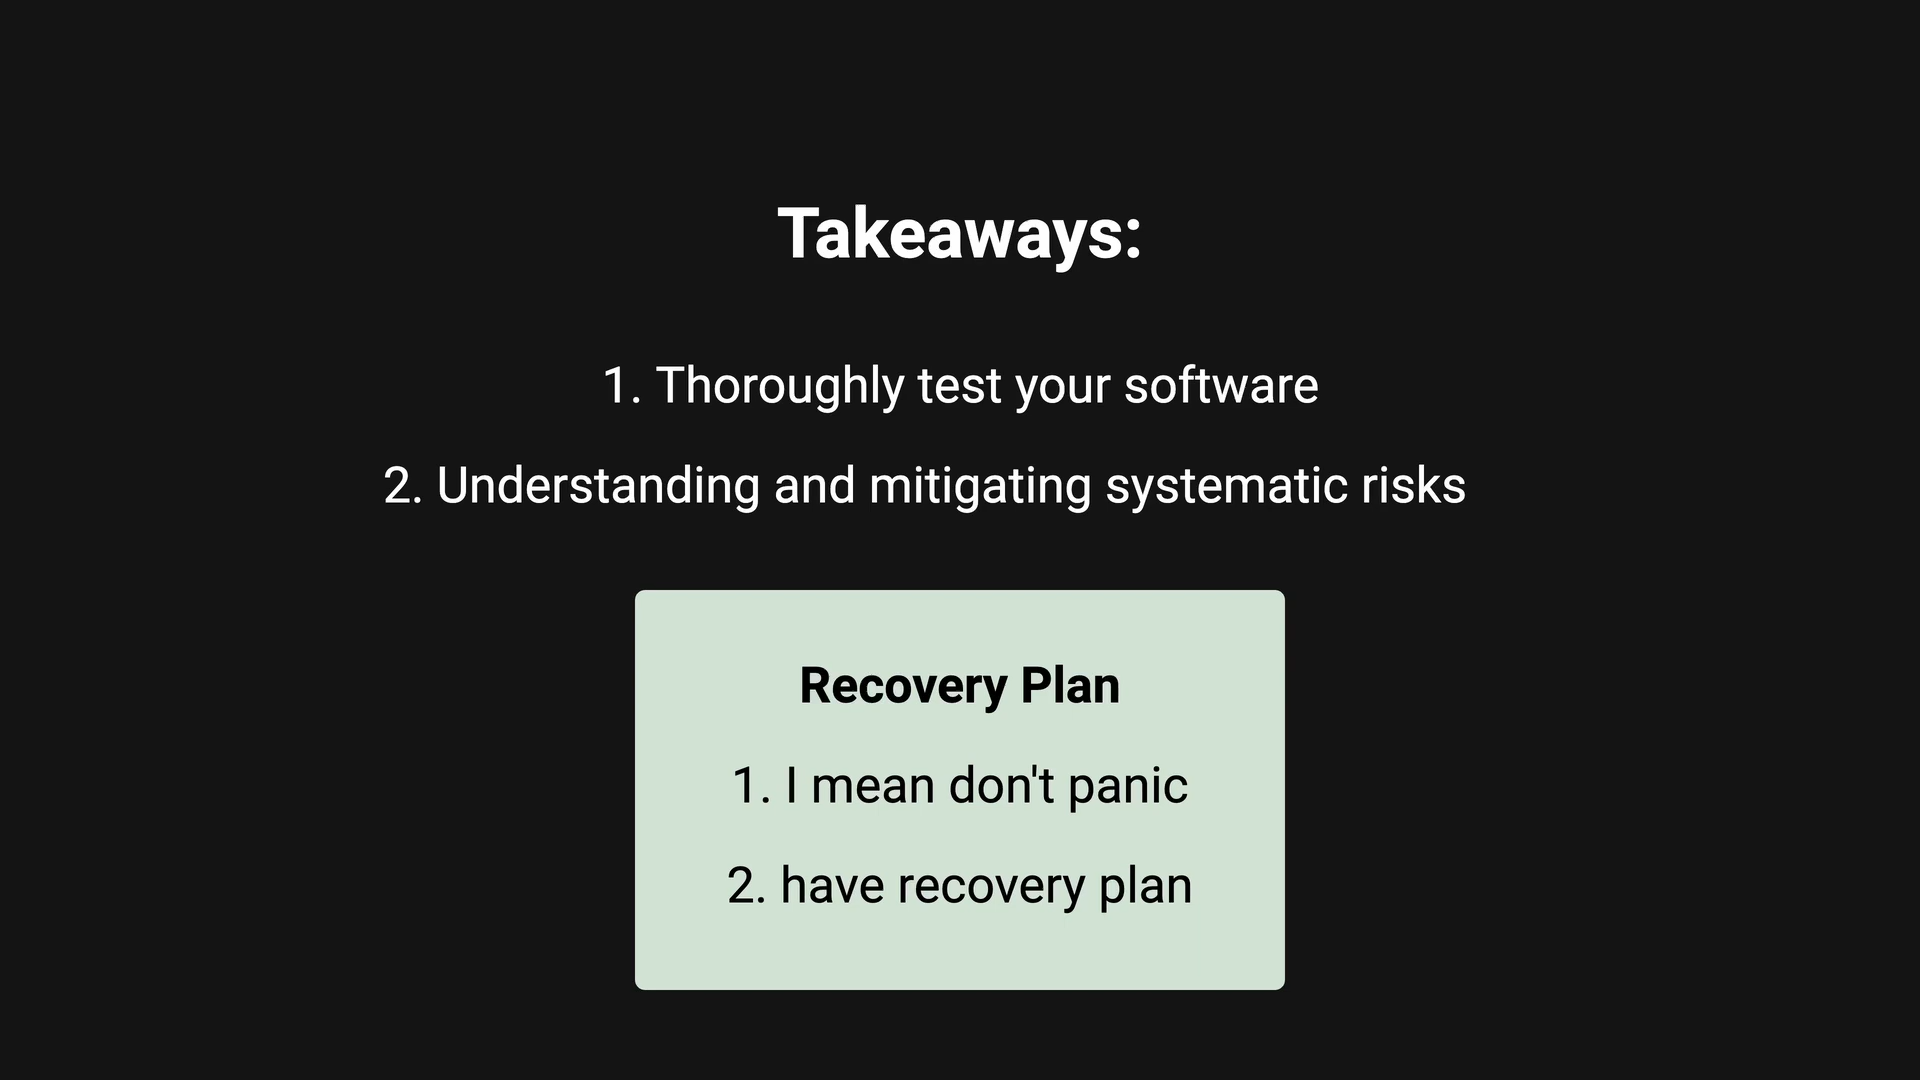 Takeaways:
1. Thoroughly test your software
2. Understanding and mitigating systematic risks
Recovery Plan
1. I mean don't panic
2. have recovery plan